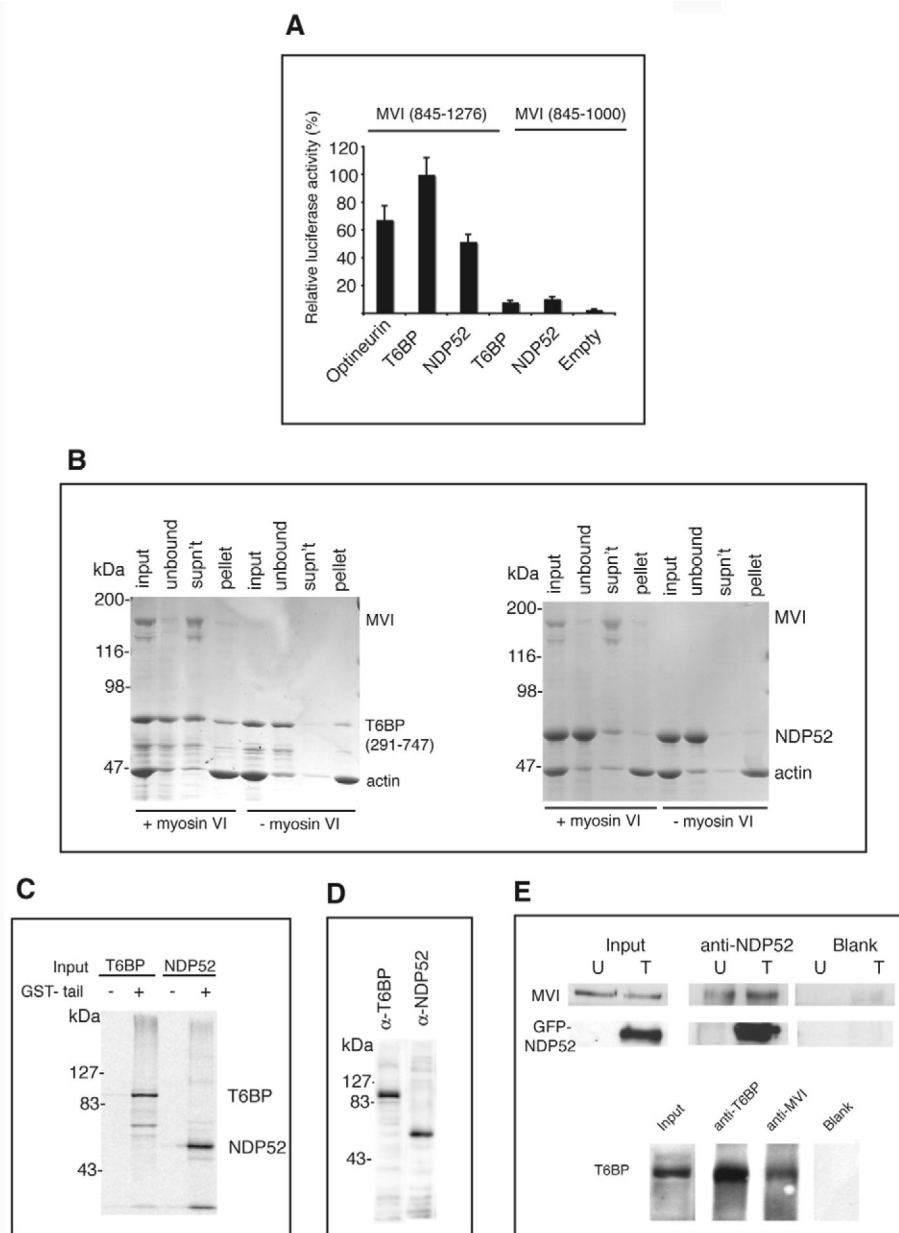 A
MVI (845-1276) MVI (845-1000)
Relative luciferase activity (%)
120
100
80
60
40
20
Optineurin T6BP NDP52 T6BP NDP52 Empty
B
input unbound supn't pellet input unbound supn't pellet
kDa
200-
116-
98-
47-
MVI
T6BP
(291-747)
actin
+ myosin VI - myosin VI
input unbound supn't pellet input unbound supn't pellet
kDa
200-
116-
98-
47-
MVI
NDP52
actin
+ myosin VI - myosin VI
C
Input T6BP NDP52
GST- tail - + - +
kDa
127-
83-
43-
T6BP
NDP52
D
α-T6BP α-NDP52
kDa
127-
83-
43-
E
Input anti-NDP52 Blank
U T U T U T
MVI
GFP-
NDP52
Input anti-T6BP anti-MVI Blank
T6BP